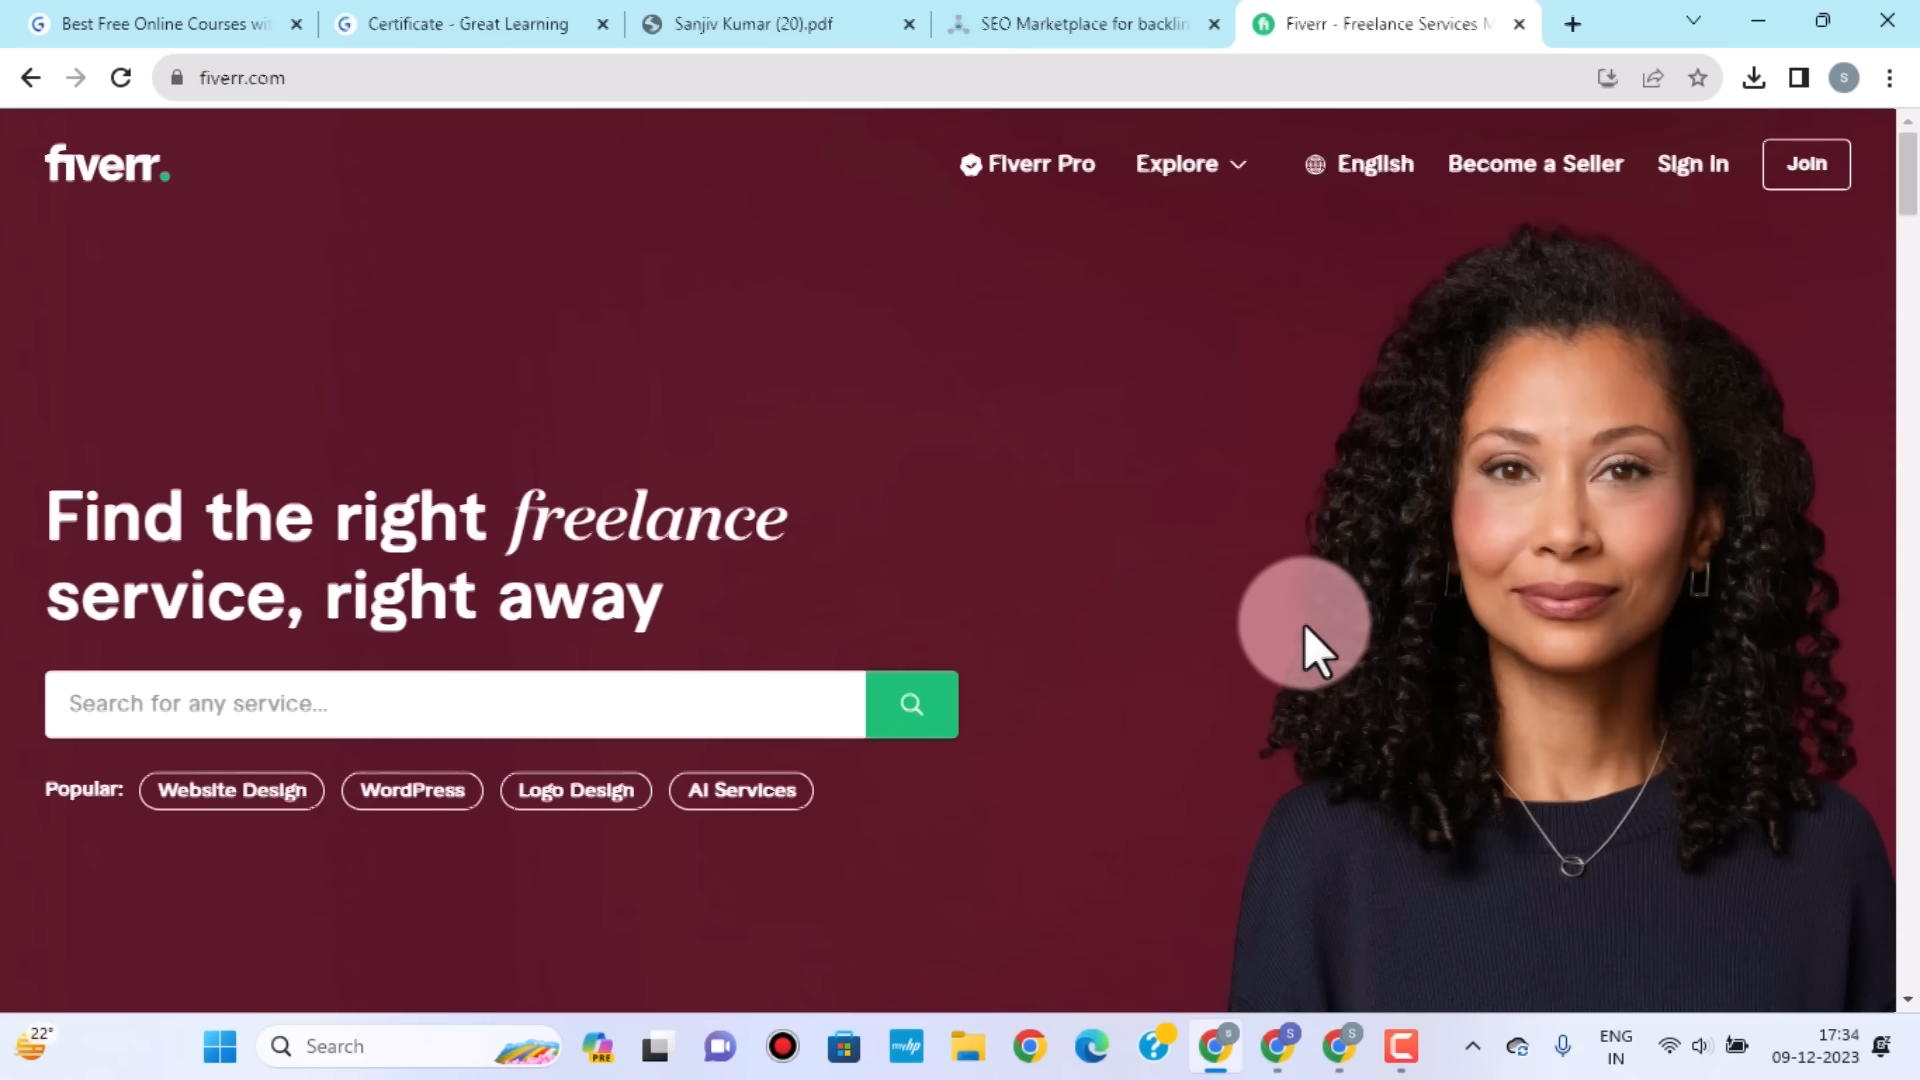 Best Free Online Courses wit
Certificate - Great Learning
Sanjiv Kumar (20).pdf
SEO Marketplace for backlin
Fiverr - Freelance Services M
fiverr.com
S
fiverr.
Fiverr Pro
Explore
English
Become a Seller
Sign In
Join
Find the right freelance
service, right away
Search for any service...
Popular:
Website Design
WordPress
Logo Design
AI Services
22°
Search
PRE
myhp
S
S
S
ENG
IN
17:34
09-12-2023